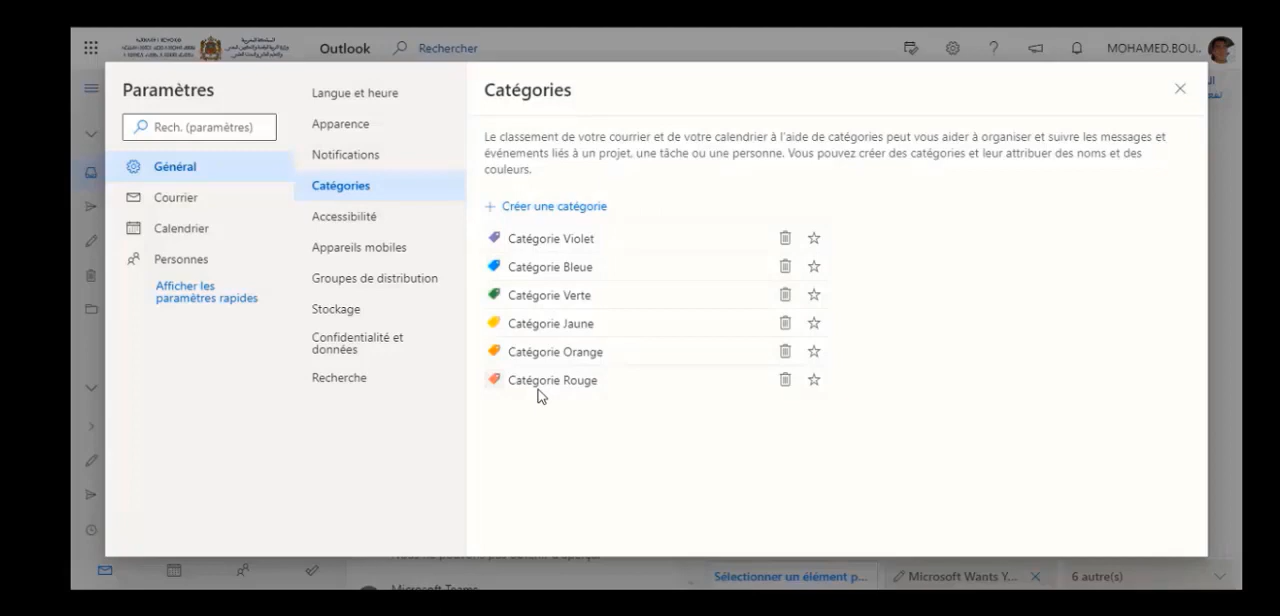 Outlook
Rechercher
MOHAMED.BOU..
Paramètres
Rech. (paramètres)
Général
Courrier
Calendrier
Personnes
Afficher les
paramètres rapides
Langue et heure
Apparence
Notifications
Catégories
Accessibilité
Appareils mobiles
Groupes de distribution
Stockage
Confidentialité et
données
Recherche
Catégories
Le classement de votre courrier et de votre calendrier à l'aide de catégories peut vous aider à organiser et suivre les messages et
événements liés à un projet, une tâche ou une personne. Vous pouvez créer des catégories et leur attribuer des noms et des
couleurs.
Créer une catégorie
Catégorie Violet
Catégorie Bleue
Catégorie Verte
Catégorie Jaune
Catégorie Orange
Catégorie Rouge
Microsoft Teams
Sélectionner un élément p...
Microsoft Wants Y...
6 autre(s)